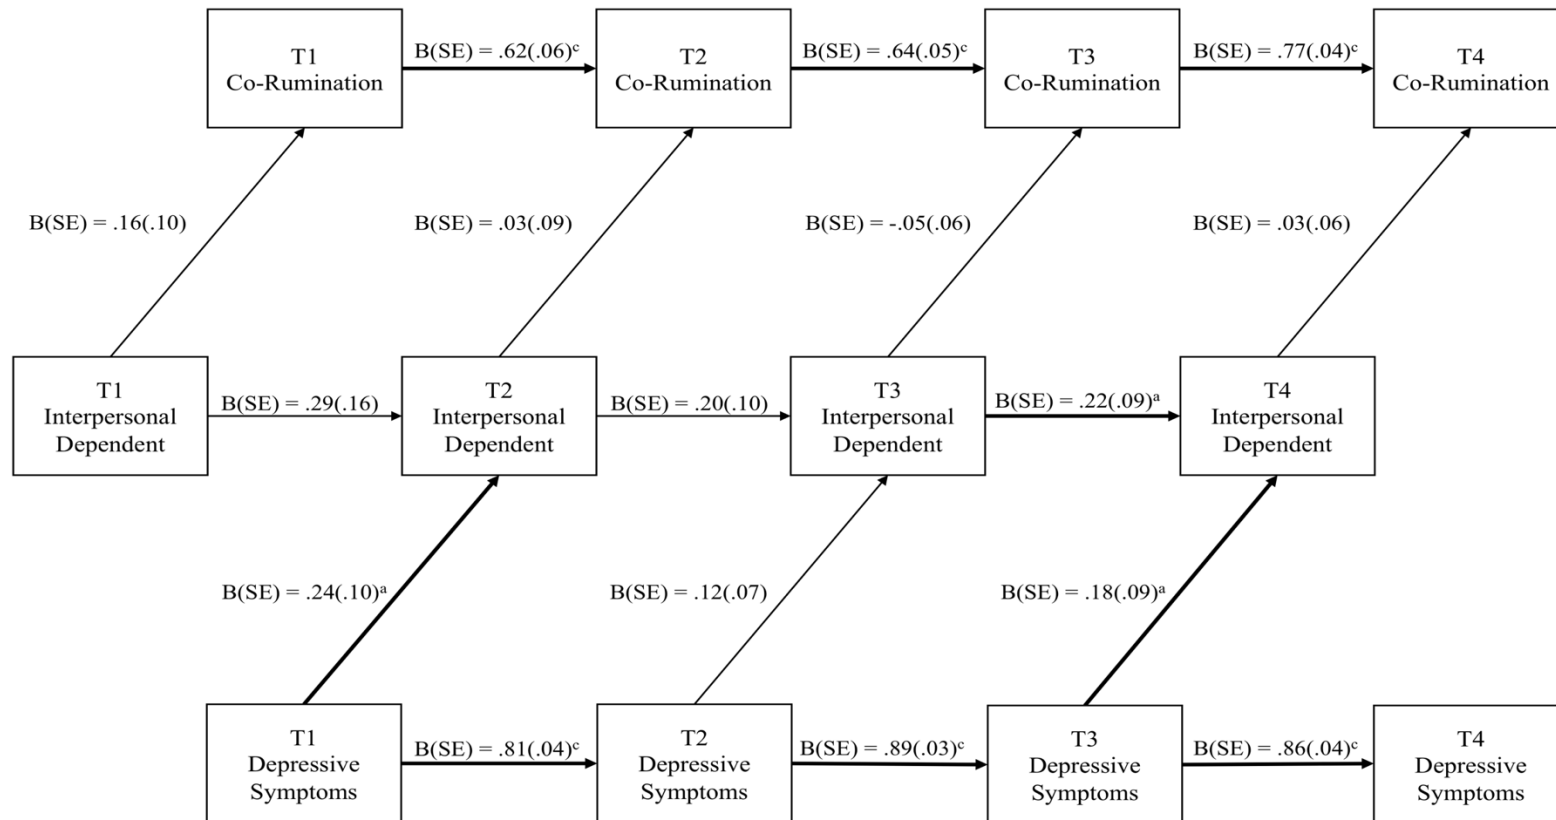 T1
Co-Rumination
B(SE) = .62(.06)ᶜ
T2
Co-Rumination
B(SE) = .64(.05)ᶜ
T3
Co-Rumination
B(SE) = .77(.04)ᶜ
T4
Co-Rumination
B(SE) = .16(.10)
B(SE) = .03(.09)
B(SE) = -.05(.06)
B(SE) = .03(.06)
T1
Interpersonal
Dependent
B(SE) = .29(.16)
T2
Interpersonal
Dependent
B(SE) = .20(.10)
T3
Interpersonal
Dependent
B(SE) = .22(.09)ᵃ
T4
Interpersonal
Dependent
B(SE) = .24(.10)ᵃ
B(SE) = .12(.07)
B(SE) = .18(.09)ᵃ
T1
Depressive
Symptoms
B(SE) = .81(.04)ᶜ
T2
Depressive
Symptoms
B(SE) = .89(.03)ᶜ
T3
Depressive
Symptoms
B(SE) = .86(.04)ᶜ
T4
Depressive
Symptoms